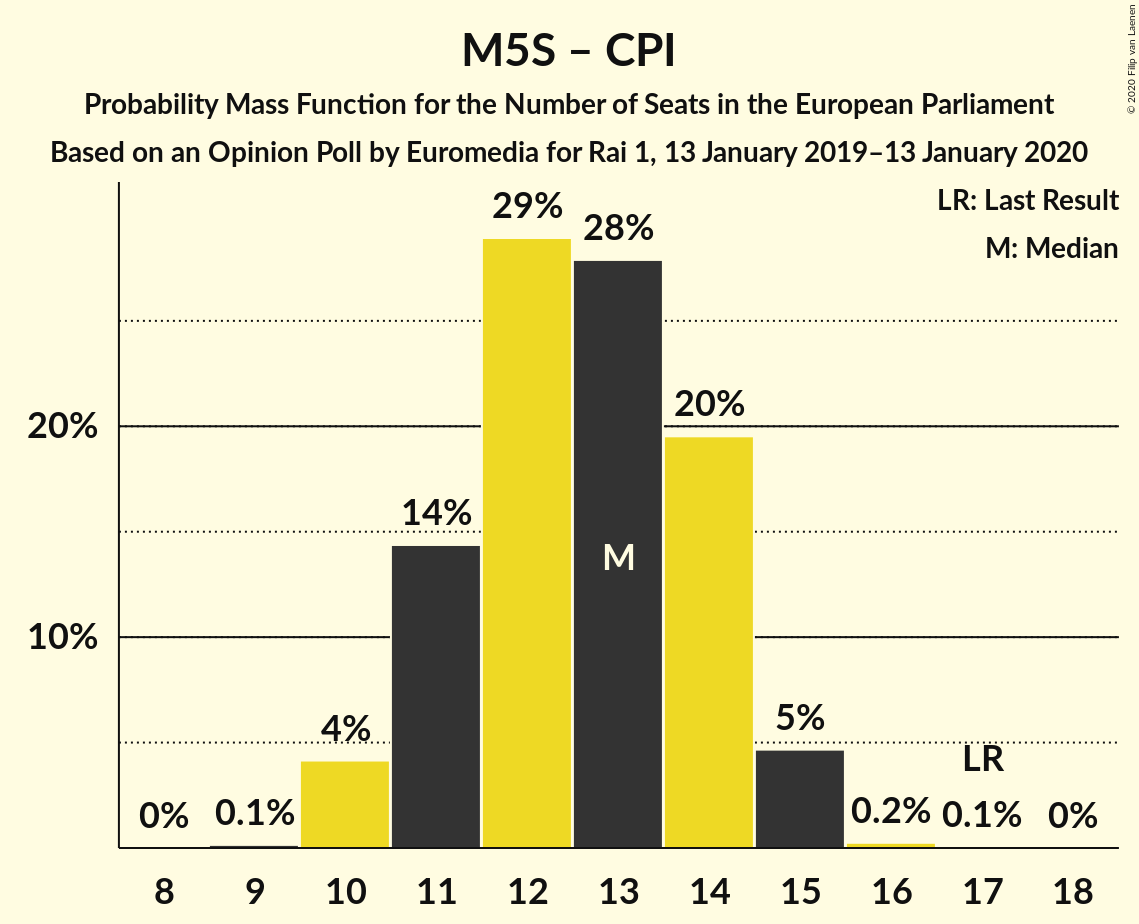 M5S – CPI
Probability Mass Function for the Number of Seats in the European Parliament
Based on an Opinion Poll by Euromedia for Rai 1, 13 January 2019–13 January 2020
© 2020 Filip van Laenen
LR: Last Result
M: Median
29%
28%
20%
20%
14%
M
10%
4%
5%
LR
0%
0.1%
0.2%
0.1%
0%
8 9 10 11 12 13 14 15 16 17 18